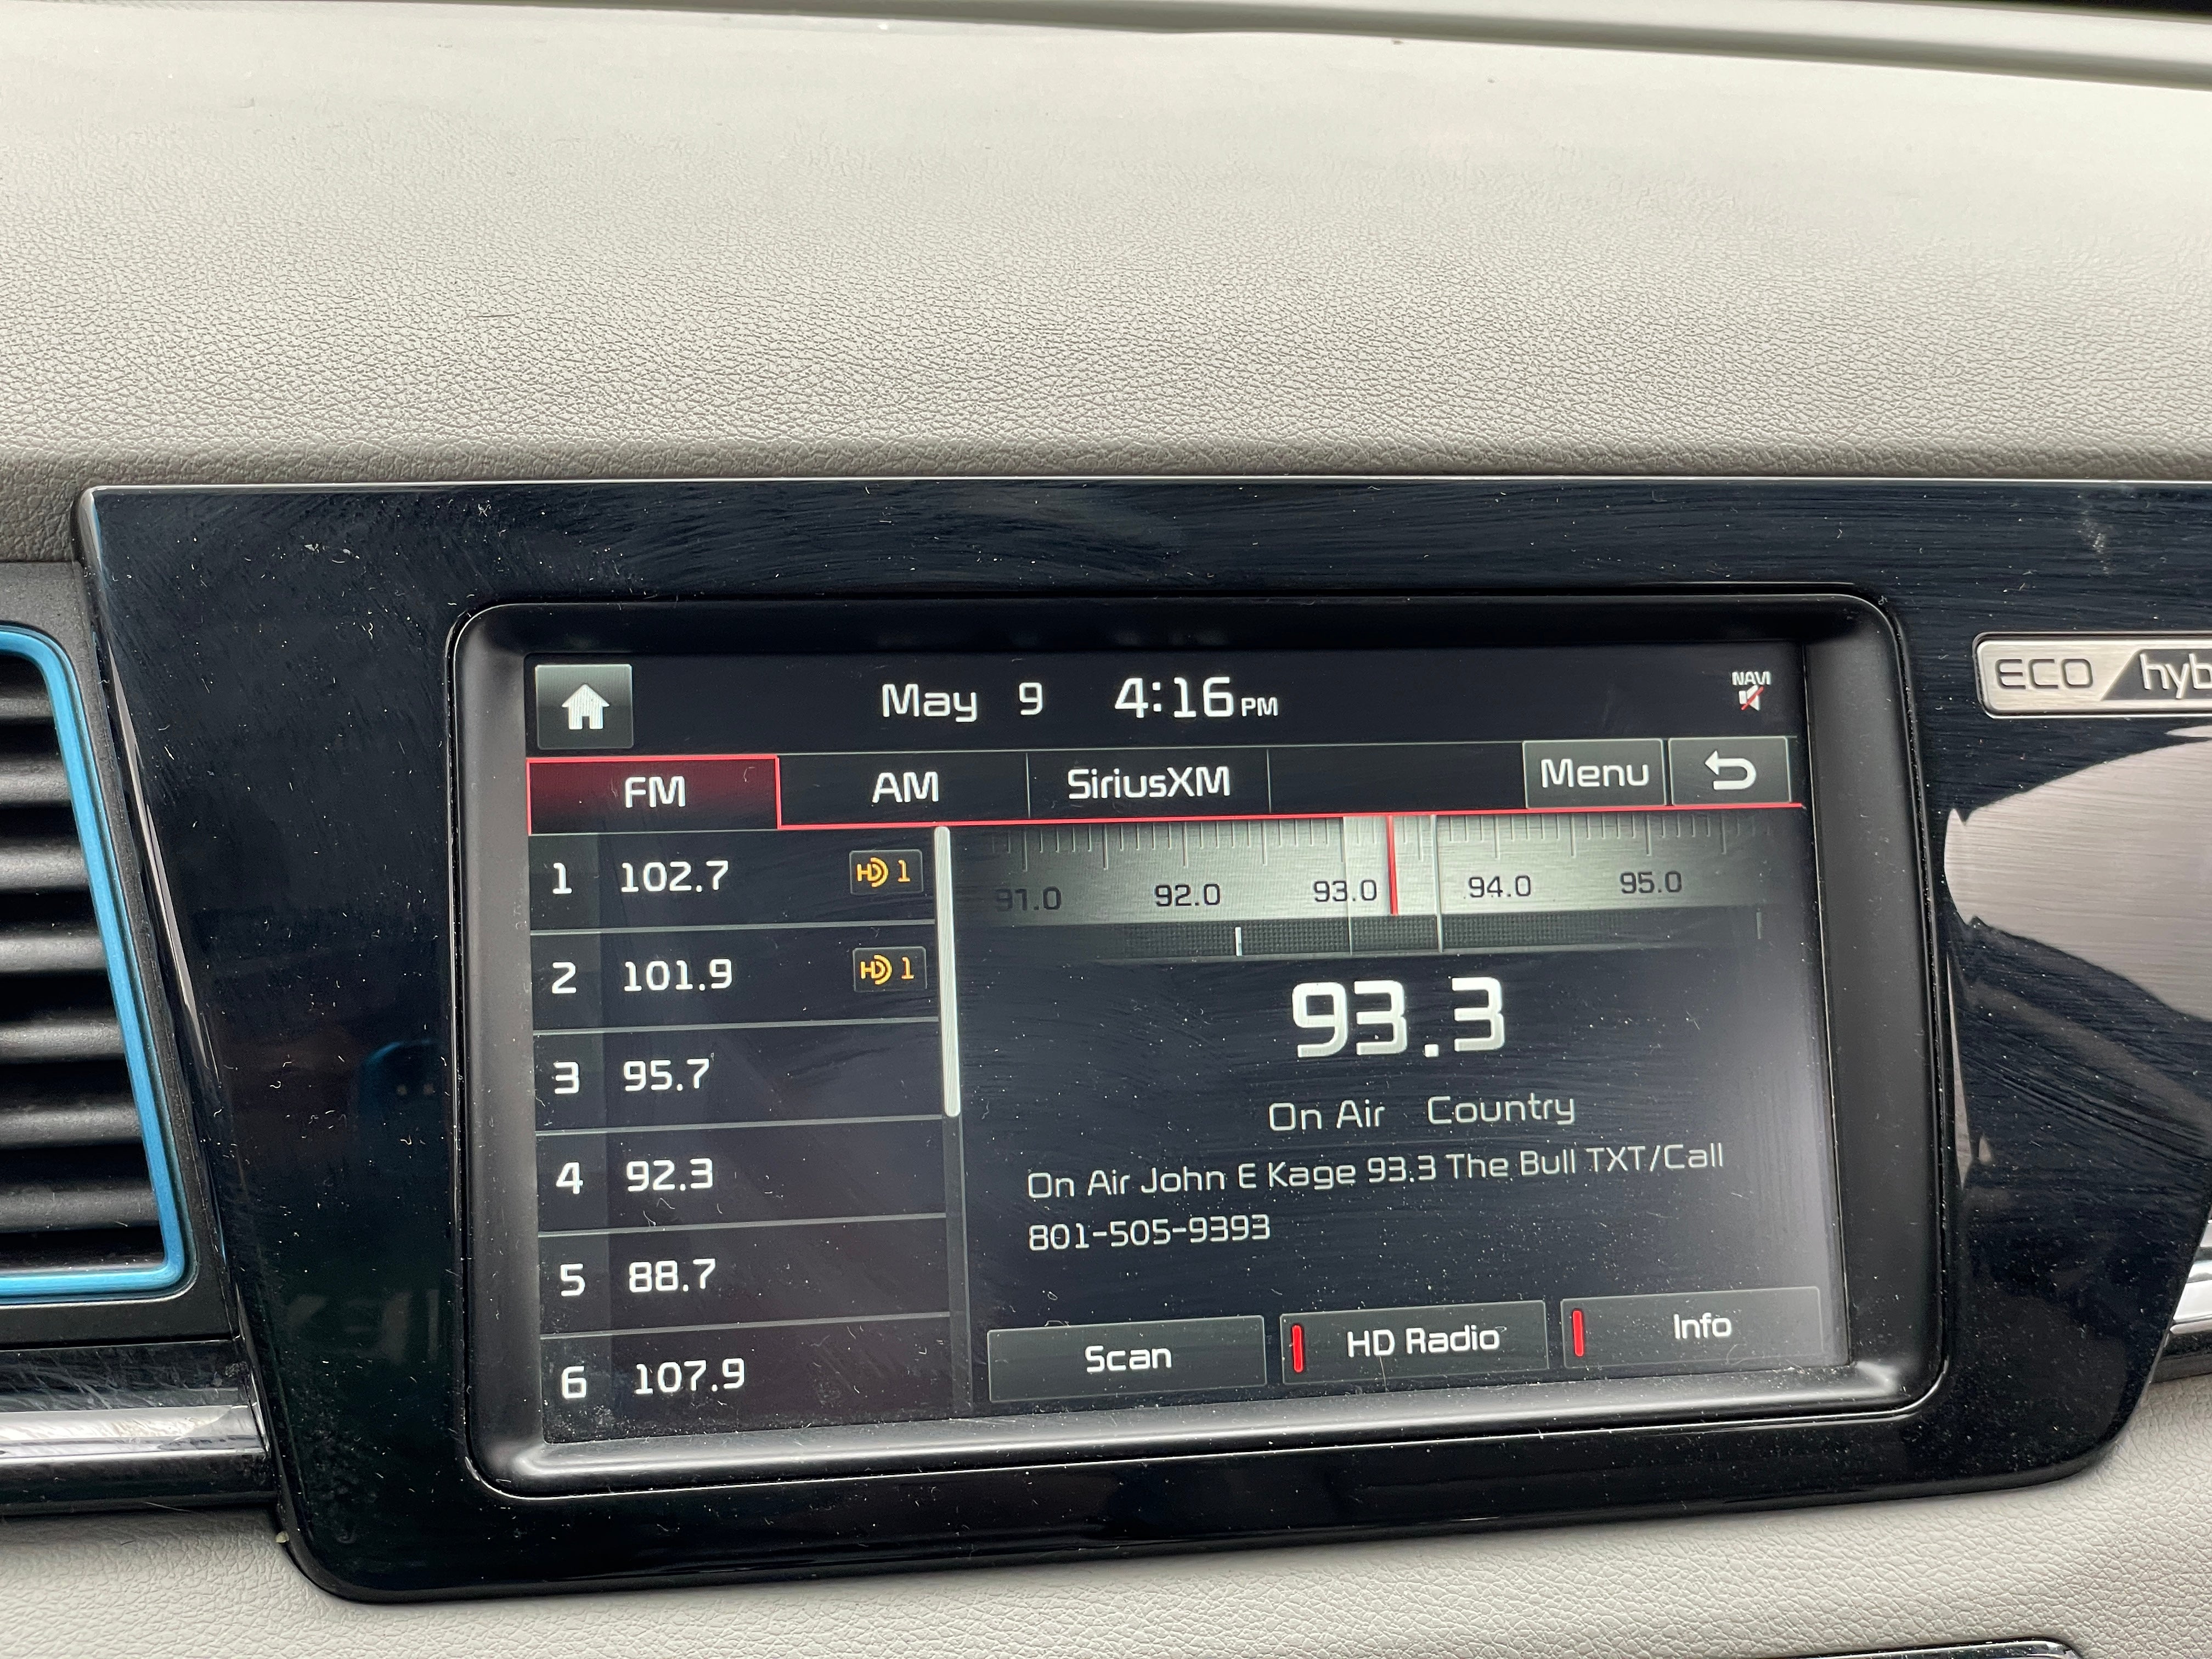 May 9 4:16 PM NAVI
ECO hyb
FM AM SiriusXM Menu
1 102.7 HD 1
2 101.9 HD 1
3 95.7
4 92.3
5 88.7
6 107.9
91.0 92.0 93.0 94.0 95.0
93.3
On Air Country
On Air John E Kage 93.3 The Bull TXT/Call
801-505-9393
Scan HD Radio Info